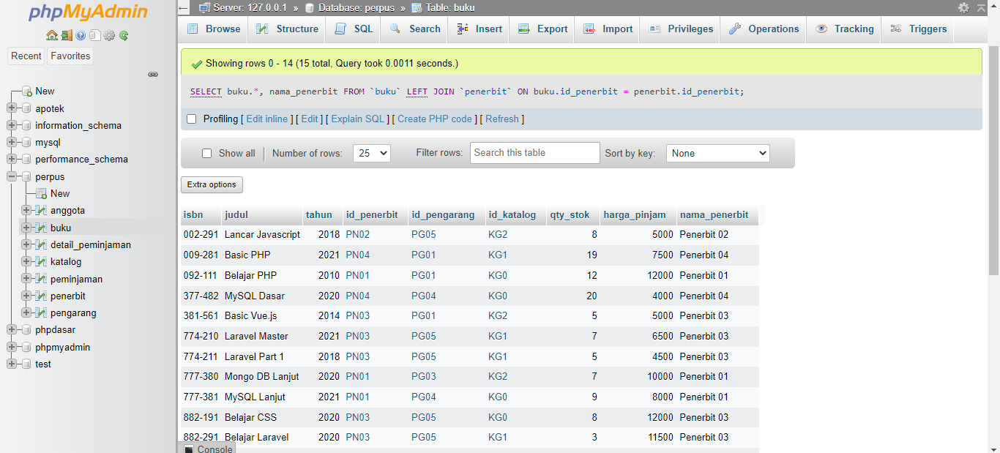 phpMyAdmin
Recent Favorites
New
apotek
information_schema
mysql
performance_schema
perpus
New
anggota
buku
detail_peminjaman
katalog
peminjaman
penerbit
pengarang
phpdasar
phpmyadmin
test
Server: 127.0.0.1 » Database: perpus » Table: buku
Browse Structure SQL Search Insert Export Import Privileges Operations Tracking Triggers
Showing rows 0 - 14 (15 total, Query took 0.0011 seconds.)
SELECT buku.*, nama_penerbit FROM `buku` LEFT JOIN `penerbit` ON buku.id_penerbit = penerbit.id_penerbit;
Profiling [ Edit inline ] [ Edit ] [ Explain SQL ] [ Create PHP code ] [ Refresh ]
Show all Number of rows: 25 Filter rows: Search this table Sort by key: None
Extra options
isbn judul tahun id_penerbit id_pengarang id_katalog qty_stok harga_pinjam nama_penerbit
002-291 Lancar Javascript 2018 PN02 PG05 KG2 8 5000 Penerbit 02
009-281 Basic PHP 2021 PN04 PG01 KG1 19 7500 Penerbit 04
092-111 Belajar PHP 2010 PN01 PG01 KG0 12 12000 Penerbit 01
377-482 MySQL Dasar 2020 PN04 PG04 KG0 20 4000 Penerbit 04
381-561 Basic Vue.js 2014 PN03 PG01 KG2 5 5000 Penerbit 03
774-210 Laravel Master 2021 PN03 PG05 KG1 7 6500 Penerbit 03
774-211 Laravel Part 1 2018 PN03 PG05 KG1 5 4500 Penerbit 03
777-380 Mongo DB Lanjut 2020 PN01 PG03 KG2 7 10000 Penerbit 01
777-381 MySQL Lanjut 2021 PN01 PG04 KG0 9 8000 Penerbit 01
882-191 Belajar CSS 2020 PN03 PG05 KG0 8 12000 Penerbit 03
882-291 Belajar Laravel 2020 PN03 PG05 KG1 3 11500 Penerbit 03
Console